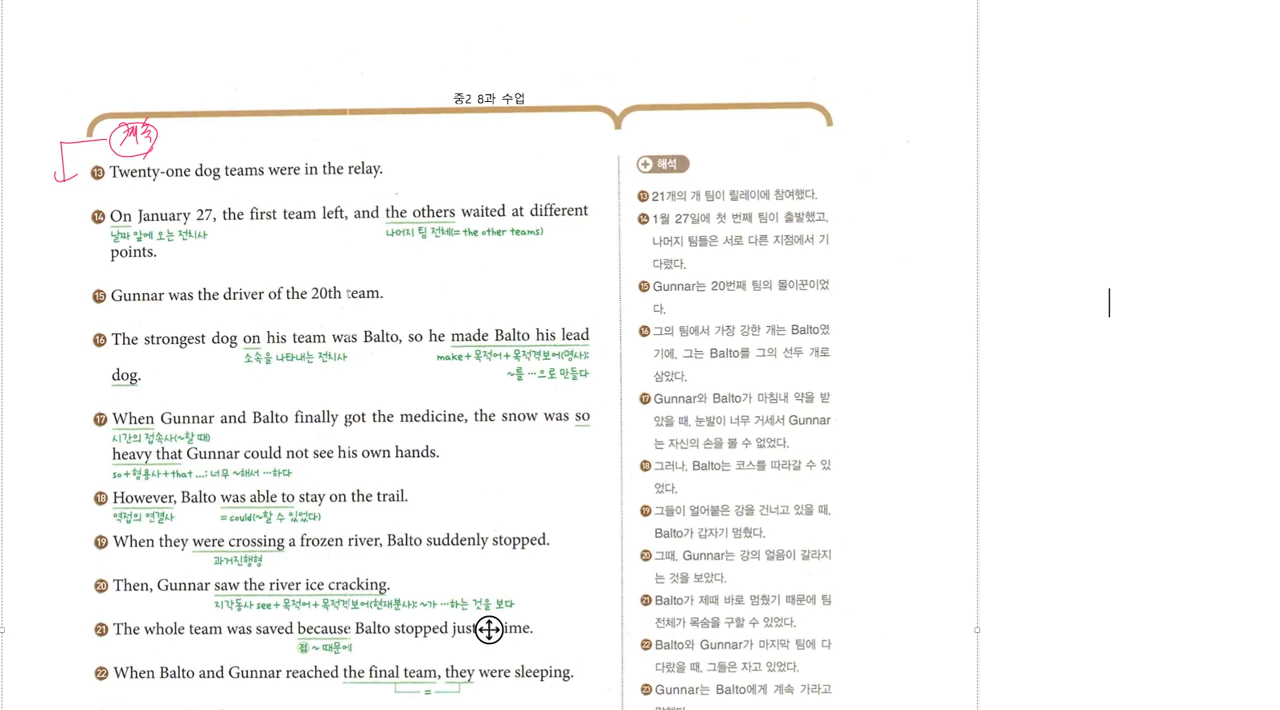 중2 8과 수업
계속
⑬ Twenty-one dog teams were in the relay.
⑭ On January 27, the first team left, and the others waited at different
날짜 앞에 오는 전치사
나머지 팀 전체(= the other teams)
points.
⑮ Gunnar was the driver of the 20th team.
⑯ The strongest dog on his team was Balto, so he made Balto his lead
소속을 나타내는 전치사
make+목적어+목적격보어(명사):
~를 …으로 만들다
dog.
⑰ When Gunnar and Balto finally got the medicine, the snow was so
시간의 접속사(~할 때)
heavy that Gunnar could not see his own hands.
so+형용사+that …: 너무 ~해서 …하다
⑱ However, Balto was able to stay on the trail.
역접의 연결사
= could(~할 수 있었다)
⑲ When they were crossing a frozen river, Balto suddenly stopped.
과거진행형
⑳ Then, Gunnar saw the river ice cracking.
지각동사 see+목적어+목적격보어(현재분사): ~가 …하는 것을 보다
㉑ The whole team was saved because Balto stopped just ime.
접 ~ 때문에
㉒ When Balto and Gunnar reached the final team, they were sleeping.
=
해석
⑬ 21개의 개 팀이 릴레이에 참여했다.
⑭ 1월 27일에 첫 번째 팀이 출발했고,
나머지 팀들은 서로 다른 지점에서 기
다렸다.
⑮ Gunnar는 20번째 팀의 몰이꾼이었
다.
⑯ 그의 팀에서 가장 강한 개는 Balto였
기에, 그는 Balto를 그의 선두 개로
삼았다.
⑰ Gunnar와 Balto가 마침내 약을 받
았을 때, 눈발이 너무 거세서 Gunnar
는 자신의 손을 볼 수 없었다.
⑱ 그러나, Balto는 코스를 따라갈 수 있
었다.
⑲ 그들이 얼어붙은 강을 건너고 있을 때,
Balto가 갑자기 멈췄다.
⑳ 그때, Gunnar는 강의 얼음이 갈라지
는 것을 보았다.
㉑ Balto가 제때 바로 멈췄기 때문에 팀
전체가 목숨을 구할 수 있었다.
㉒ Balto와 Gunnar가 마지막 팀에 다
다랐을 때, 그들은 자고 있었다.
㉓ Gunnar는 Balto에게 계속 가라고